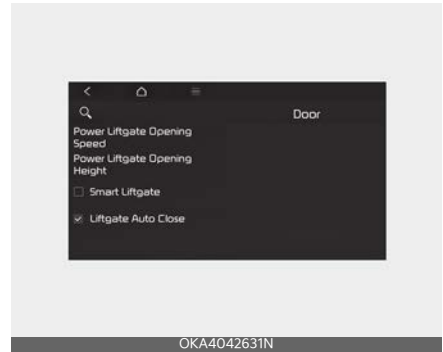 Door
Power Liftgate Opening
Speed
Power Liftgate Opening
Height
Smart Liftgate
Liftgate Auto Close
OKA4042631N